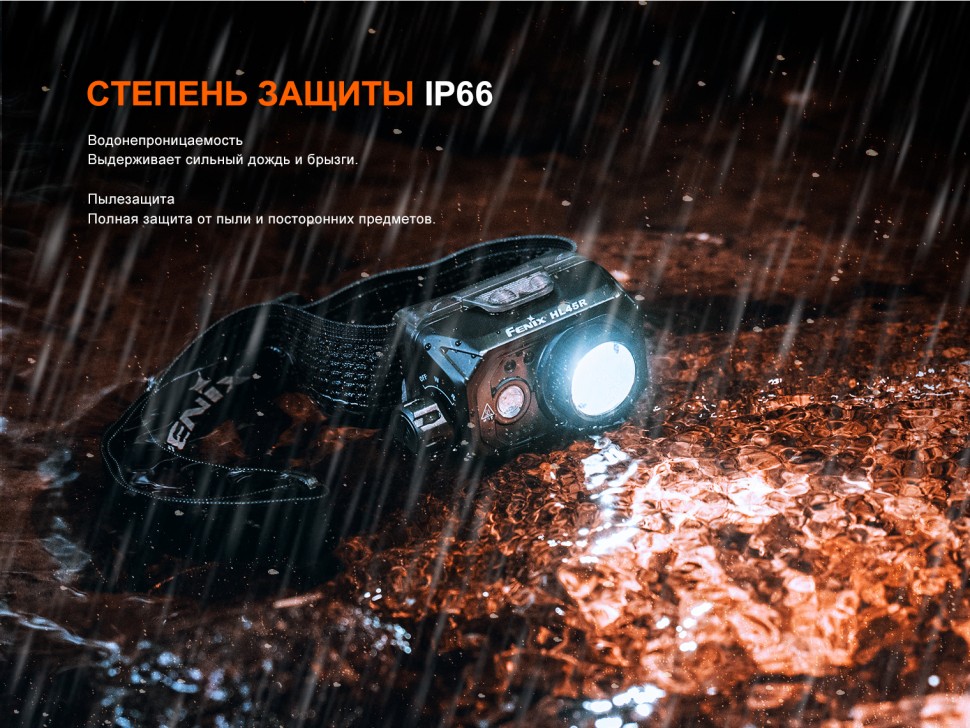 СТЕПЕНЬ ЗАЩИТЫ IP66
Водонепроницаемость
Выдерживает сильный дождь и брызги.
Пылезащита
Полная защита от пыли и посторонних предметов.
FENIX HL45R
FENIX